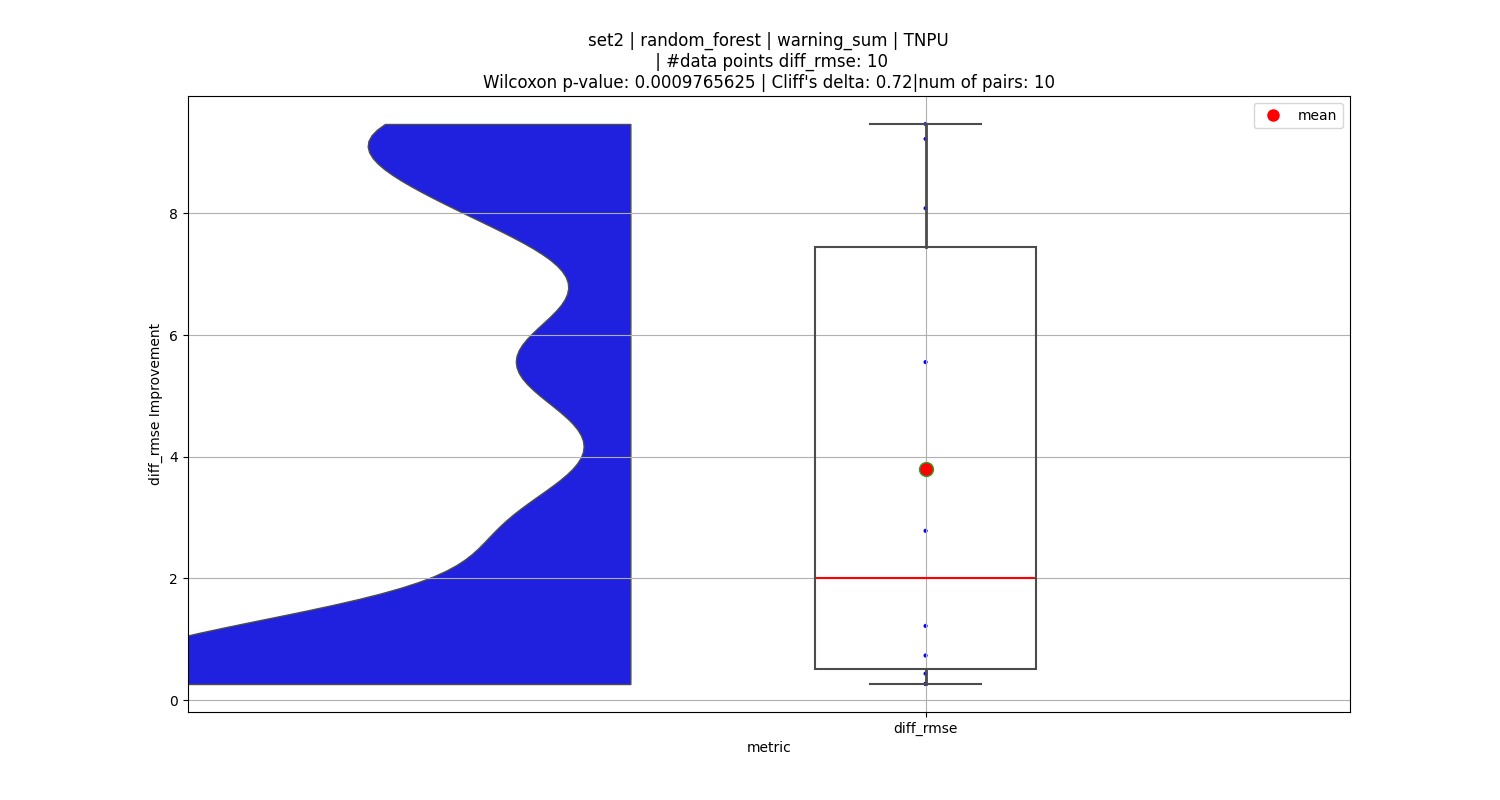 set2 | random_forest | warning_sum | TNPU
| #data points diff_rmse: 10
Wilcoxon p-value: 0.0009765625 | Cliff's delta: 0.72|num of pairs: 10
mean
diff_rmse Improvement
8
6
4
2
0
diff_rmse
metric